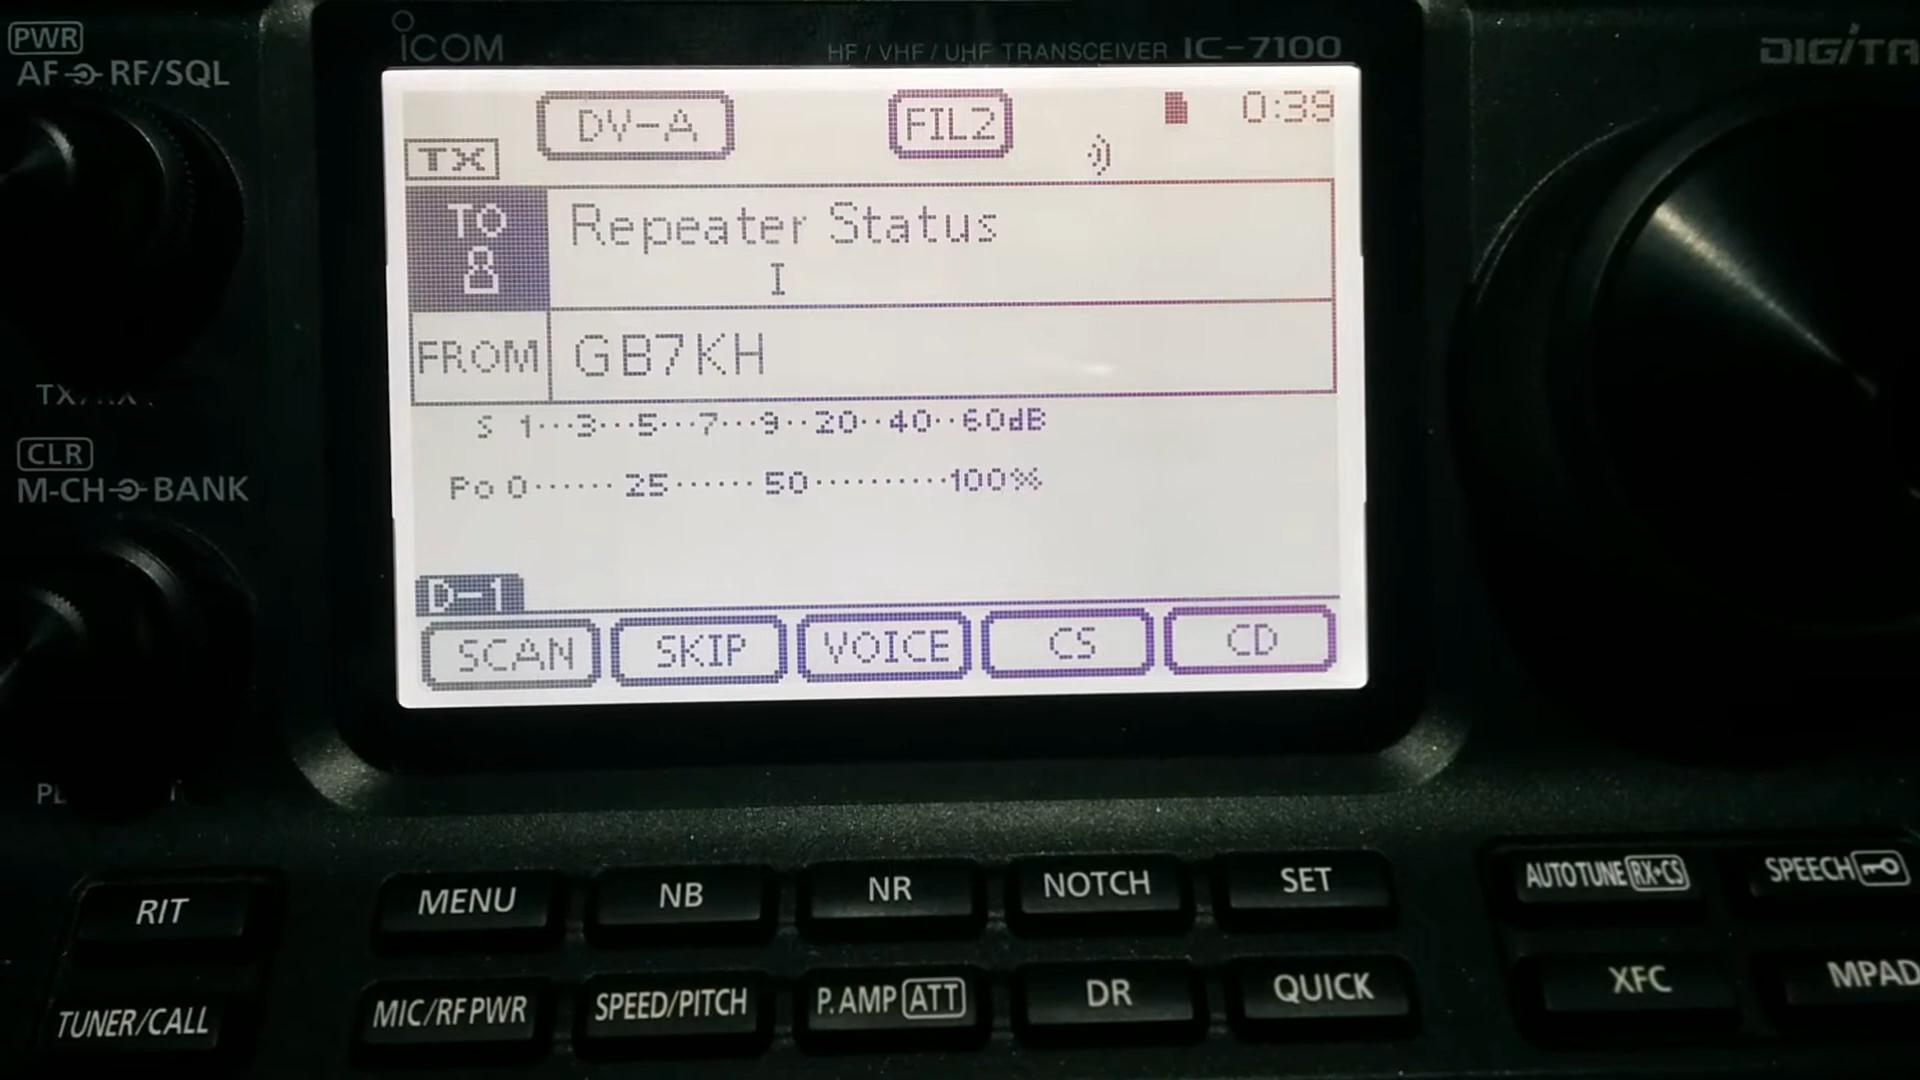 PWR
AF RF/SQL
ICOM
HF/VHF/UHF TRANSCEIVER IC-7100
DV-A
FIL2
0:39
TX
TO
8
Repeater Status
I
FROM
GB7KH
S 1···3···5···7···9··20··40··60dB
Po 0······25······50··········100%
D-1
SCAN
SKIP
VOICE
CS
CD
CLR
M-CH BANK
RIT
MENU
NB
NR
NOTCH
SET
AUTOTUNE RX→CS
SPEECH
TUNER/CALL
MIC/RF PWR
SPEED/PITCH
P.AMP ATT
DR
QUICK
XFC
MPAD